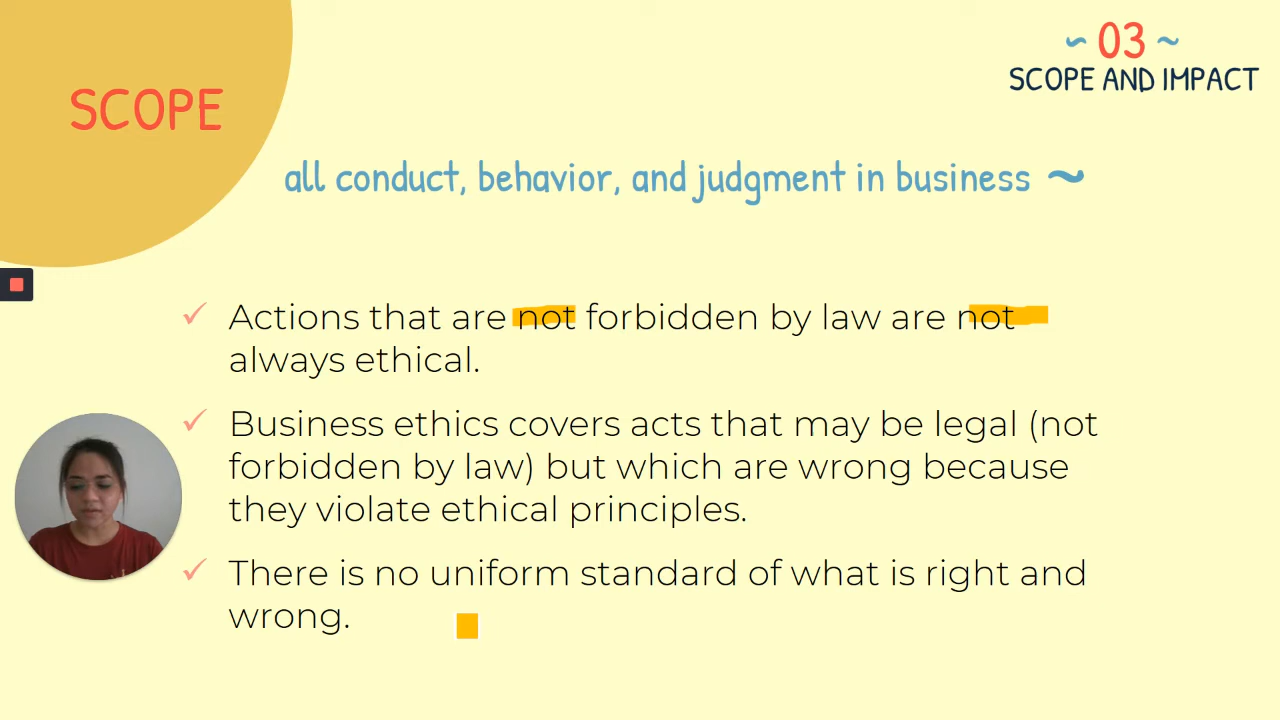 ~ 03 ~
SCOPE AND IMPACT
SCOPE
all conduct, behavior, and judgment in business ~
✓ Actions that are not forbidden by law are not
always ethical.
✓ Business ethics covers acts that may be legal (not
forbidden by law) but which are wrong because
they violate ethical principles.
✓ There is no uniform standard of what is right and
wrong.